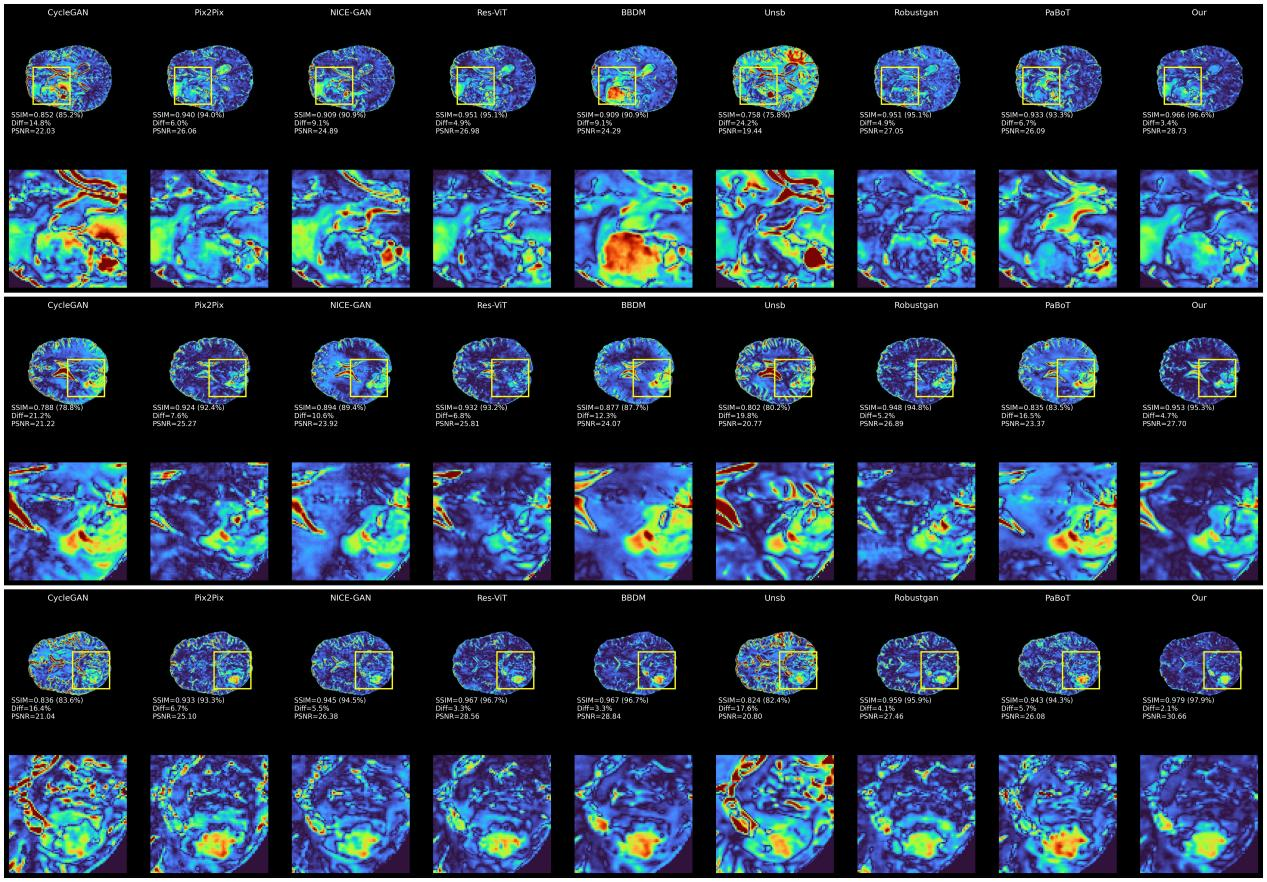 CycleGAN Pix2Pix NICE-GAN Res-ViT BBDM Unsb Robustgan PaBoT Our
SSIM=0.852 (85.2%) SSIM=0.940 (94.0%) SSIM=0.909 (90.9%) SSIM=0.951 (95.1%) SSIM=0.909 (90.9%) SSIM=0.758 (75.8%) SSIM=0.951 (95.1%) SSIM=0.933 (93.3%) SSIM=0.966 (96.6%)
Diff=14.8% Diff=6.0% Diff=9.1% Diff=4.9% Diff=9.1% Diff=24.2% Diff=4.9% Diff=6.7% Diff=3.4%
PSNR=22.03 PSNR=26.06 PSNR=24.89 PSNR=26.98 PSNR=24.29 PSNR=19.44 PSNR=27.05 PSNR=26.09 PSNR=28.73
CycleGAN Pix2Pix NICE-GAN Res-ViT BBDM Unsb Robustgan PaBoT Our
SSIM=0.788 (78.8%) SSIM=0.924 (92.4%) SSIM=0.894 (89.4%) SSIM=0.932 (93.2%) SSIM=0.877 (87.7%) SSIM=0.802 (80.2%) SSIM=0.948 (94.8%) SSIM=0.835 (83.5%) SSIM=0.953 (95.3%)
Diff=21.2% Diff=7.6% Diff=10.6% Diff=6.8% Diff=12.3% Diff=19.8% Diff=5.2% Diff=16.5% Diff=4.7%
PSNR=21.22 PSNR=25.27 PSNR=23.92 PSNR=25.81 PSNR=24.07 PSNR=20.77 PSNR=26.89 PSNR=23.37 PSNR=27.70
CycleGAN Pix2Pix NICE-GAN Res-ViT BBDM Unsb Robustgan PaBoT Our
SSIM=0.836 (83.6%) SSIM=0.933 (93.3%) SSIM=0.945 (94.5%) SSIM=0.967 (96.7%) SSIM=0.967 (96.7%) SSIM=0.824 (82.4%) SSIM=0.959 (95.9%) SSIM=0.943 (94.3%) SSIM=0.979 (97.9%)
Diff=16.4% Diff=6.7% Diff=5.5% Diff=3.3% Diff=3.3% Diff=17.6% Diff=4.1% Diff=5.7% Diff=2.1%
PSNR=21.04 PSNR=25.10 PSNR=26.38 PSNR=28.56 PSNR=28.84 PSNR=20.80 PSNR=27.46 PSNR=26.08 PSNR=30.66